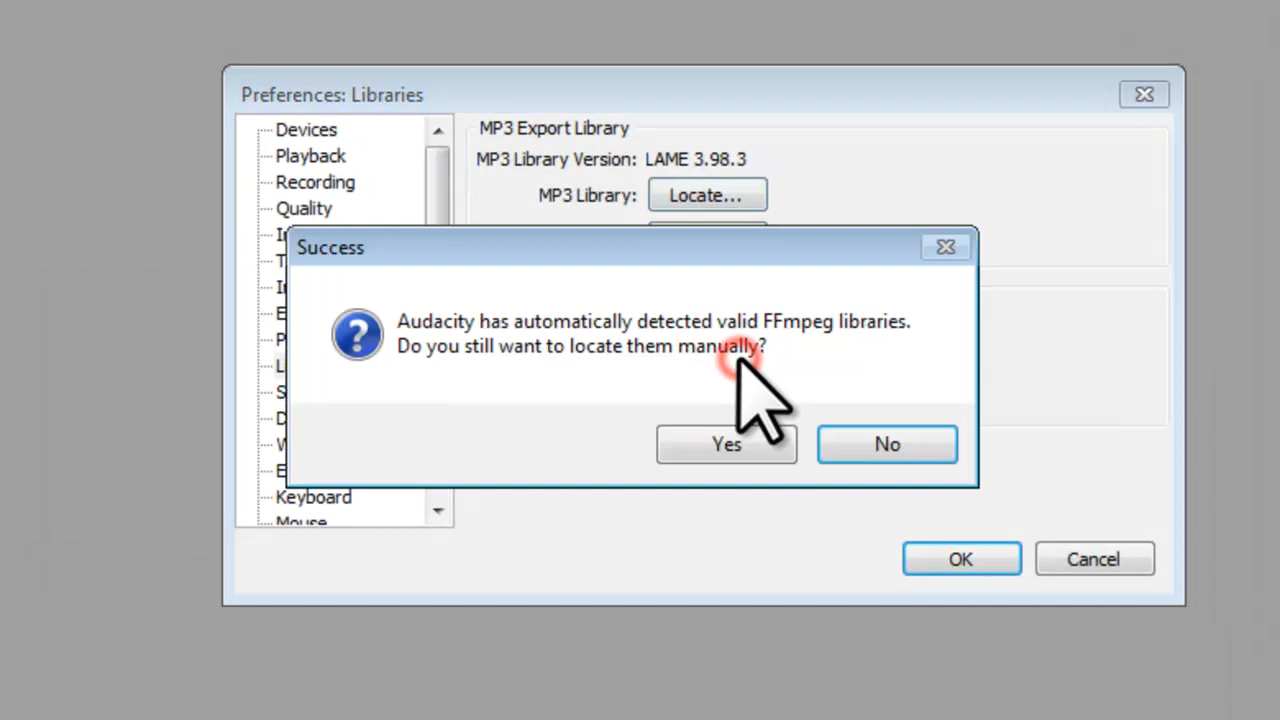 Preferences: Libraries
Devices
Playback
Recording
Quality
Keyboard
Mouse
MP3 Export Library
MP3 Library Version: LAME 3.98.3
MP3 Library: Locate...
Success
Audacity has automatically detected valid FFmpeg libraries.
Do you still want to locate them manually?
Yes No
OK Cancel